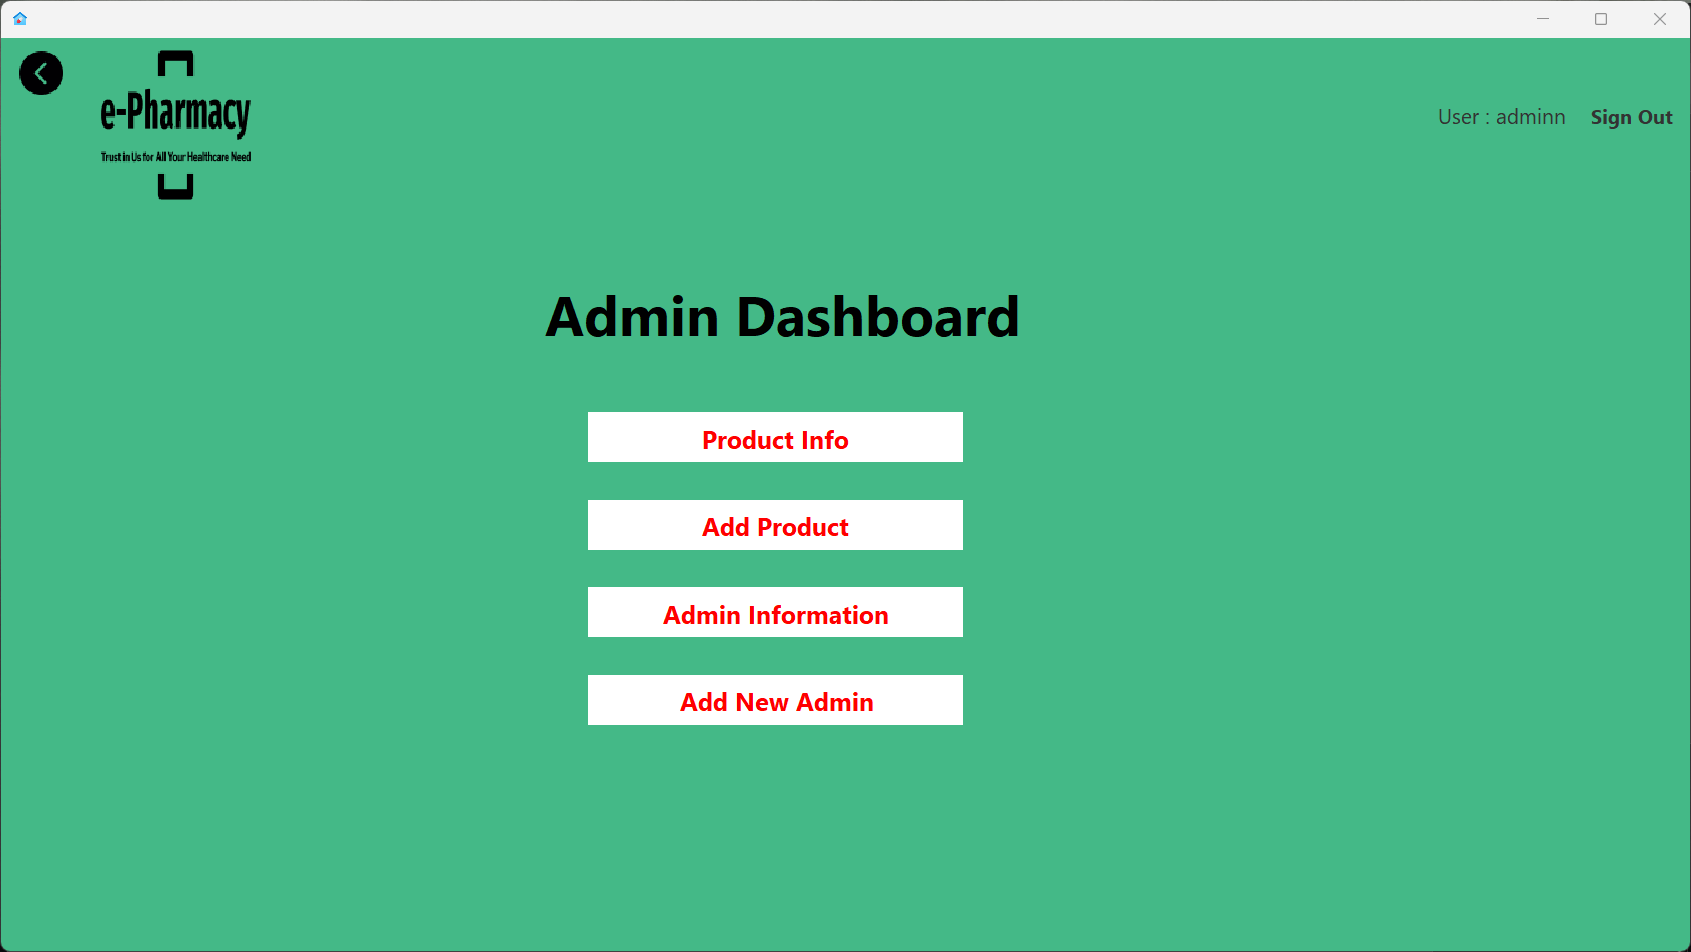 e-Pharmacy
Trust in Us for All Your Healthcare Need
User : adminn Sign Out
Admin Dashboard
Product Info
Add Product
Admin Information
Add New Admin